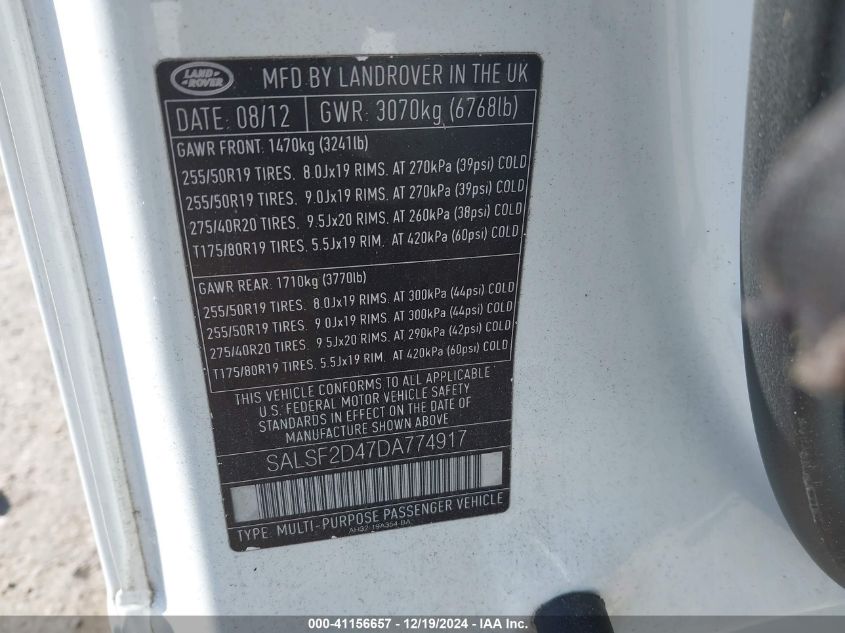 LAND-
ROVER
MFD BY LANDROVER IN THE UK
DATE: 08/12 GWR: 3070kg (6768lb)
GAWR FRONT: 1470kg (3241lb)
255/50R19 TIRES. 8.0Jx19 RIMS. AT 270kPa (39psi) COLD
255/50R19 TIRES. 9.0Jx19 RIMS. AT 270kPa (39psi) COLD
275/40R20 TIRES. 9.5Jx20 RIMS. AT 260kPa (38psi) COLD
T175/80R19 TIRES. 5.5Jx19 RIM. AT 420kPa (60psi) COLD
GAWR REAR: 1710kg (3770lb)
255/50R19 TIRES. 8.0Jx19 RIMS. AT 300kPa (44psi) COLD
255/50R19 TIRES. 9.0Jx19 RIMS. AT 300kPa (44psi) COLD
275/40R20 TIRES. 9.5Jx20 RIMS. AT 290kPa (42psi) COLD
T175/80R19 TIRES. 5.5Jx19 RIM. AT 420kPa (60psi) COLD
THIS VEHICLE CONFORMS TO ALL APPLICABLE
U.S. FEDERAL MOTOR VEHICLE SAFETY
STANDARDS IN EFFECT ON THE DATE OF
MANUFACTURE SHOWN ABOVE
SALSF2D47DA774917
TYPE: MULTI-PURPOSE PASSENGER VEHICLE
AH32-19A354-BA
000-41156657 - 12/19/2024 - IAA Inc.